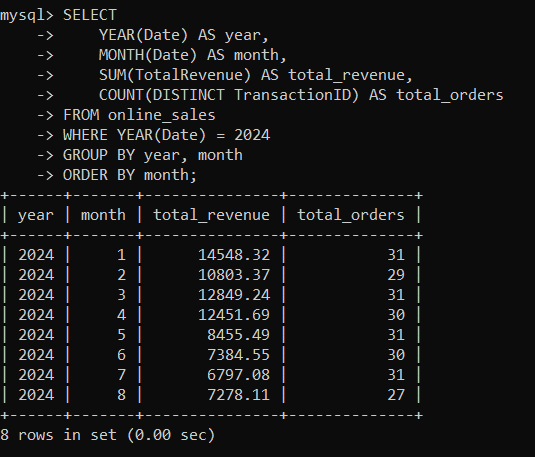 mysql> SELECT
    ->     YEAR(Date) AS year,
    ->     MONTH(Date) AS month,
    ->     SUM(TotalRevenue) AS total_revenue,
    ->     COUNT(DISTINCT TransactionID) AS total_orders
    -> FROM online_sales
    -> WHERE YEAR(Date) = 2024
    -> GROUP BY year, month
    -> ORDER BY month;
+------+-------+---------------+--------------+
| year | month | total_revenue | total_orders |
+------+-------+---------------+--------------+
| 2024 |     1 |      14548.32 |           31 |
| 2024 |     2 |      10803.37 |           29 |
| 2024 |     3 |      12849.24 |           31 |
| 2024 |     4 |      12451.69 |           30 |
| 2024 |     5 |       8455.49 |           31 |
| 2024 |     6 |       7384.55 |           30 |
| 2024 |     7 |       6797.08 |           31 |
| 2024 |     8 |       7278.11 |           27 |
+------+-------+---------------+--------------+
8 rows in set (0.00 sec)